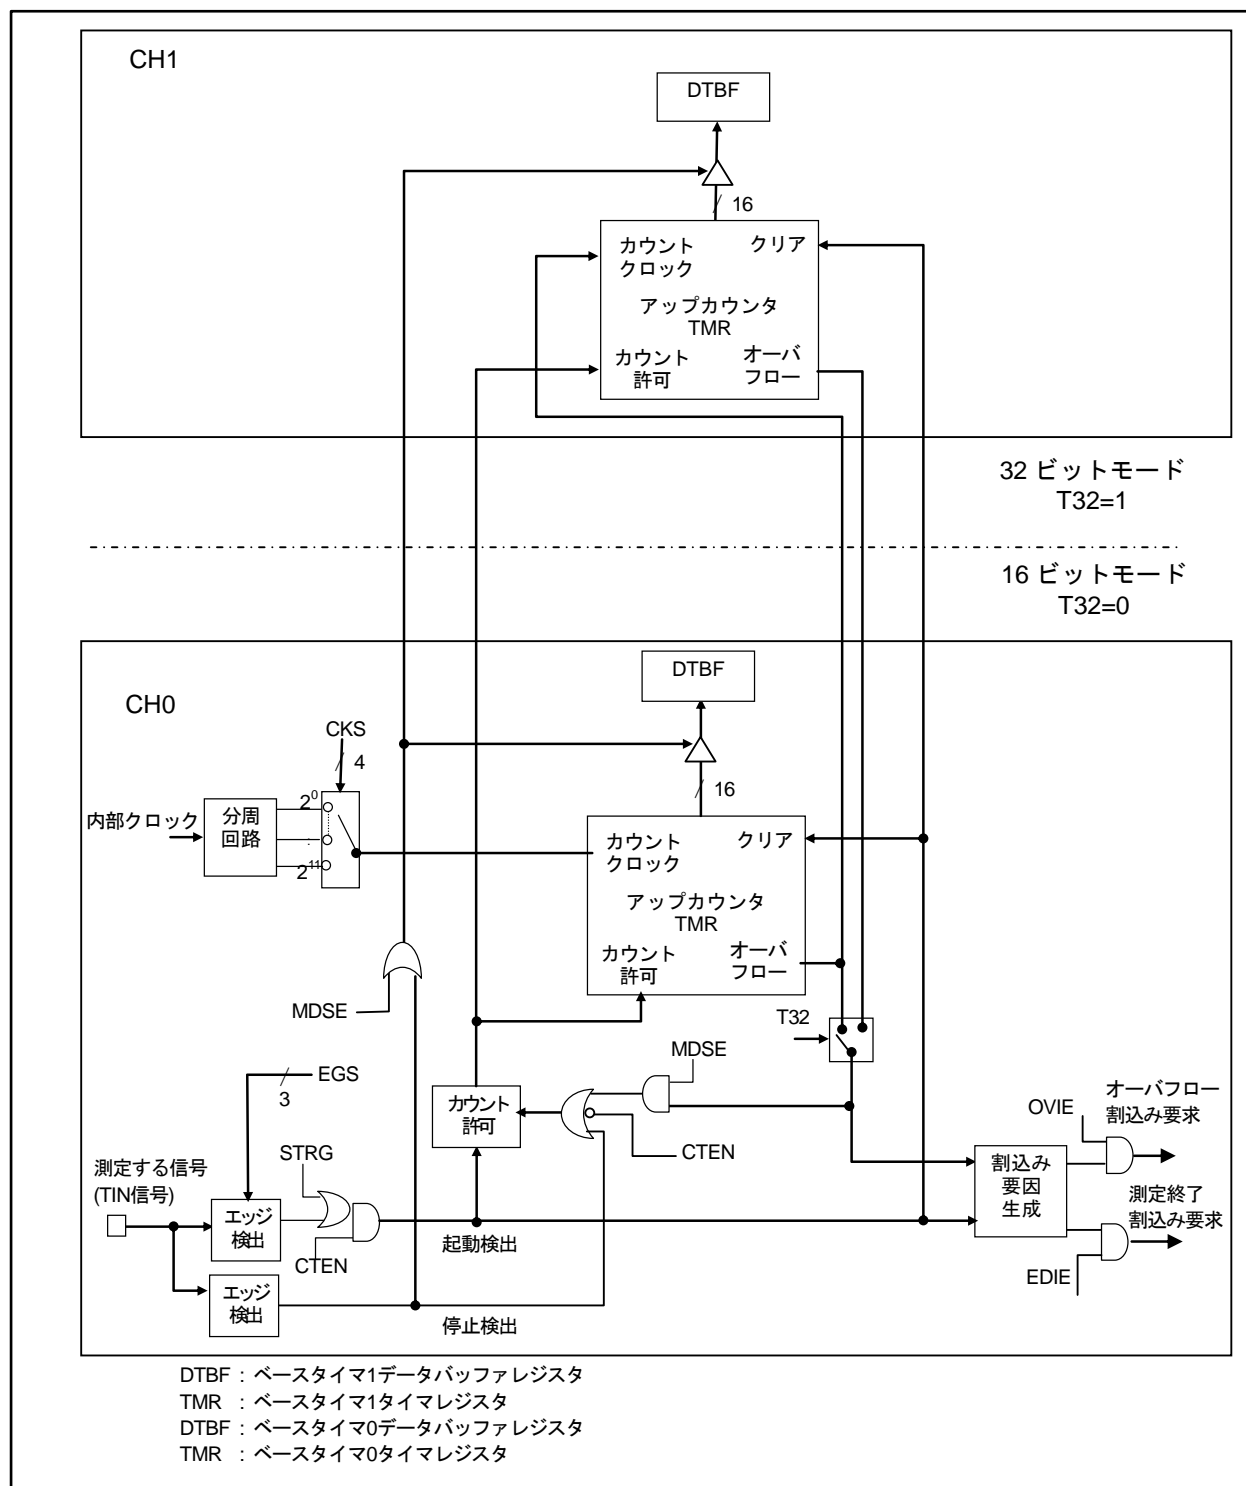 CH1
DTBF
16
カウント
クロック
クリア
アップカウンタ
TMR
カウント
許可
オーバ
フロー
32 ビットモード
T32=1
16 ビットモード
T32=0
CH0
DTBF
CKS
4
16
内部クロック
分周
回路
2^0
:
2^11
カウント
クロック
クリア
アップカウンタ
TMR
カウント
許可
オーバ
フロー
MDSE
T32
MDSE
EGS
3
カウント
許可
CTEN
OVIE
オーバフロー
割込み要求
STRG
測定する信号
(TIN信号)
エッジ
検出
CTEN
起動検出
割込み
要因
生成
測定終了
割込み要求
EDIE
エッジ
検出
停止検出
DTBF : ベースタイマ1データバッファレジスタ
TMR : ベースタイマ1タイマレジスタ
DTBF : ベースタイマ0データバッファレジスタ
TMR : ベースタイマ0タイマレジスタ